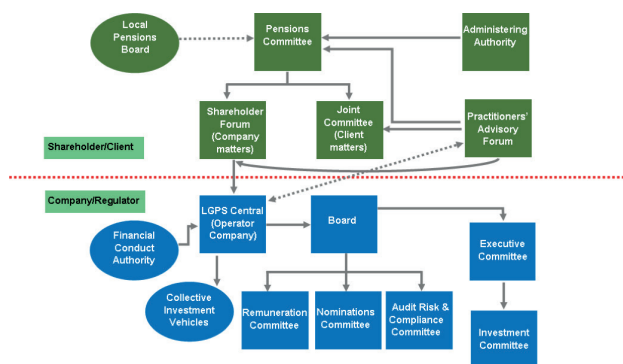 Local
Pensions
Board
Pensions
Committee
Administering
Authority
Shareholder
Forum
(Company
matters)
Joint
Committee
(Client
matters)
Practitioners'
Advisory
Forum
Shareholder/Client
Company/Regulator
LGPS Central
(Operator
Company)
Board
Financial
Conduct
Authority
Executive
Committee
Collective
Investment
Vehicles
Remuneration
Committee
Nominations
Committee
Audit Risk &
Compliance
Committee
Investment
Committee